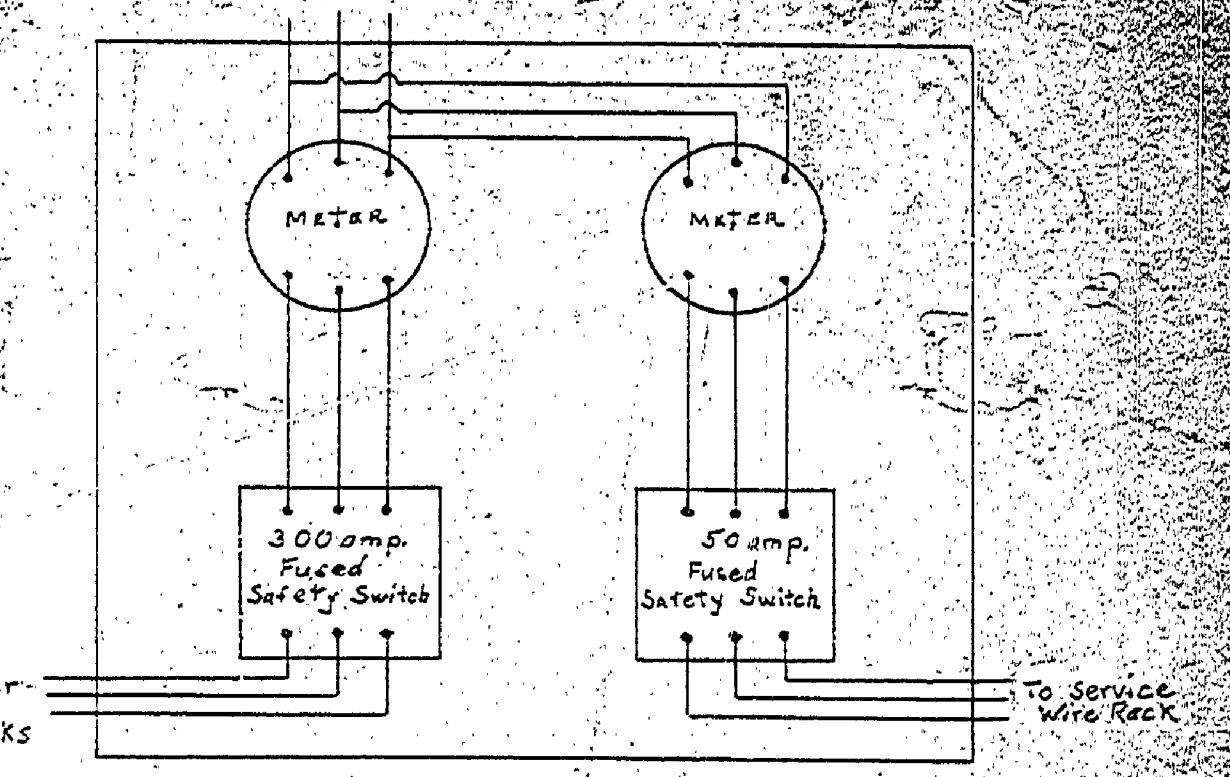 METER
METER
300 amp.
Fused
Safety Switch
50 amp.
Fused
Safety Switch
To Service
Wire Rack